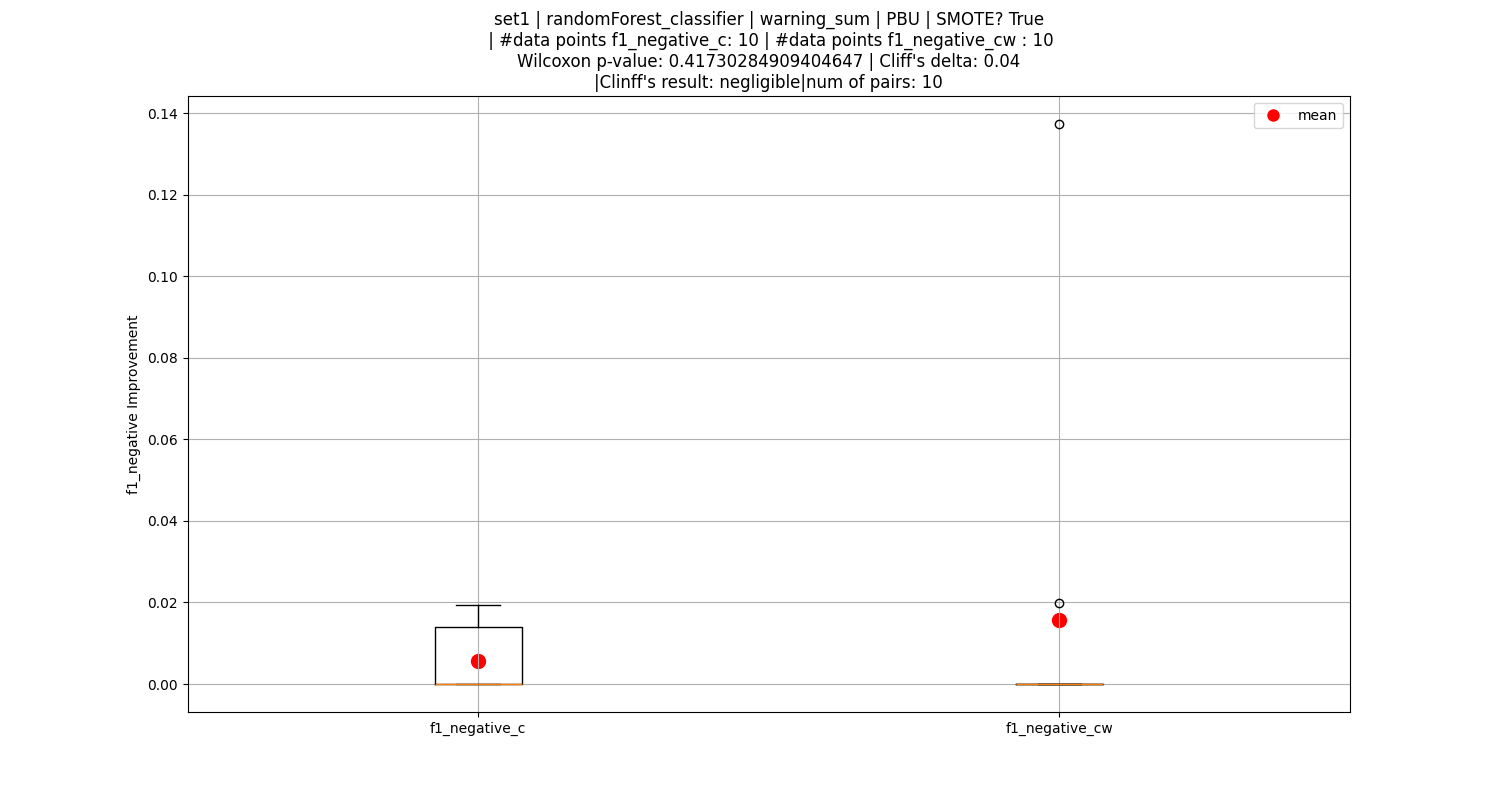 set1 | randomForest_classifier | warning_sum | PBU | SMOTE? True
| #data points f1_negative_c: 10 | #data points f1_negative_cw : 10
Wilcoxon p-value: 0.41730284909404647 | Cliff's delta: 0.04
|Clinff's result: negligible|num of pairs: 10
mean
0.14
0.12
0.10
0.08
0.06
0.04
0.02
0.00
f1_negative Improvement
f1_negative_c
f1_negative_cw